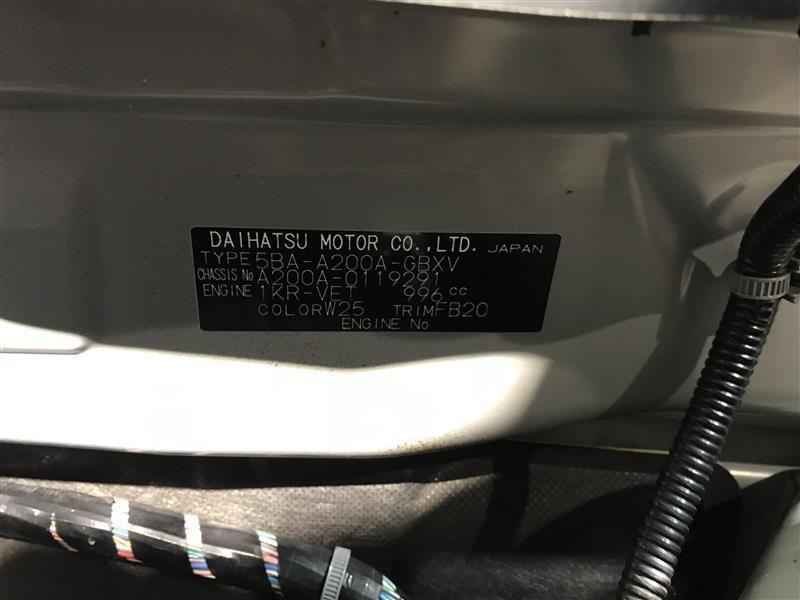 DAIHATSU MOTOR CO.,LTD. JAPAN
TYPE 5BA-A200A-GBXV
CHASSIS No A200A-0119291
ENGINE 1KR-VET 996 cc
COLOR W25 TRIM FB20
ENGINE No